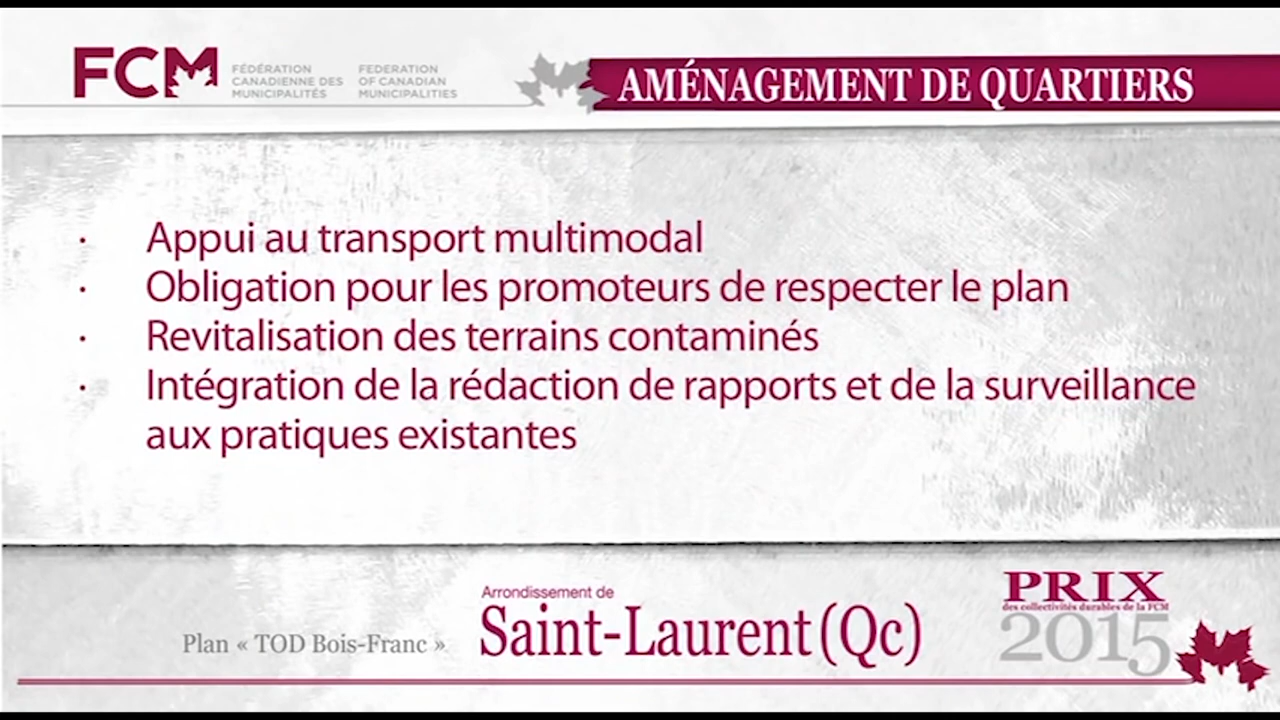 FCM
FÉDÉRATION
CANADIENNE DES
MUNICIPALITÉS
FEDERATION
OF CANADIAN
MUNICIPALITIES
AMÉNAGEMENT DE QUARTIERS
· Appui au transport multimodal
· Obligation pour les promoteurs de respecter le plan
· Revitalisation des terrains contaminés
· Intégration de la rédaction de rapports et de la surveillance
aux pratiques existantes
Plan « TOD Bois-Franc »
Arrondissement de
Saint-Laurent (Qc)
PRIX
des collectivités durables de la FCM
2015